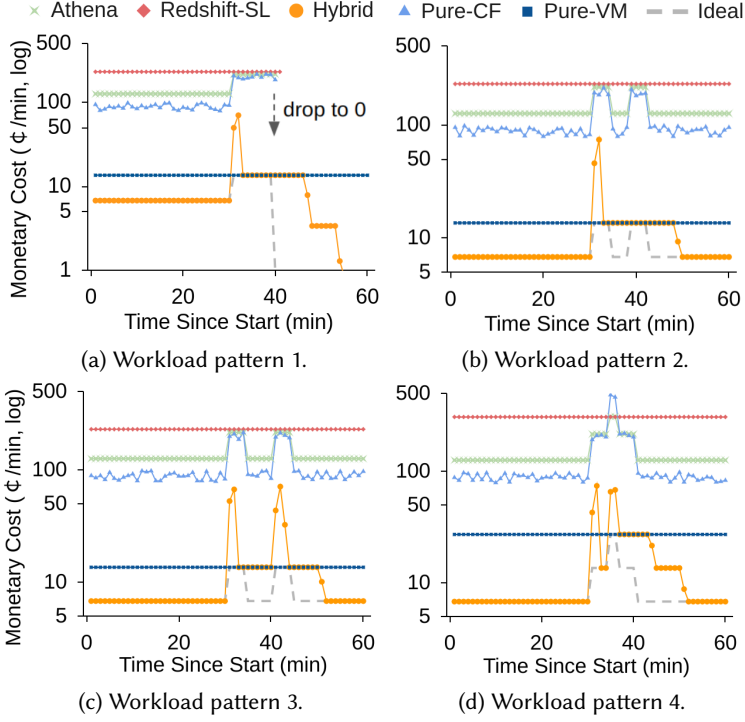 Athena Redshift-SL Hybrid Pure-CF Pure-VM Ideal
Monetary Cost (¢/min, log)
500
100
50
10
5
1
drop to 0
0 20 40 60
Time Since Start (min)
(a) Workload pattern 1.
500
100
50
10
5
0 20 40 60
Time Since Start (min)
(b) Workload pattern 2.
Monetary Cost (¢/min, log)
500
100
50
10
5
0 20 40 60
Time Since Start (min)
(c) Workload pattern 3.
500
100
50
10
5
0 20 40 60
Time Since Start (min)
(d) Workload pattern 4.